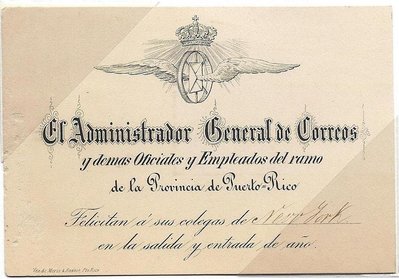 El Administrador General de Correos
y demas Oficiales y Empleados del ramo
de la Provincia de Puerto-Rico
Felicitan á sus colegas de New York
en la salida y entrada de año.